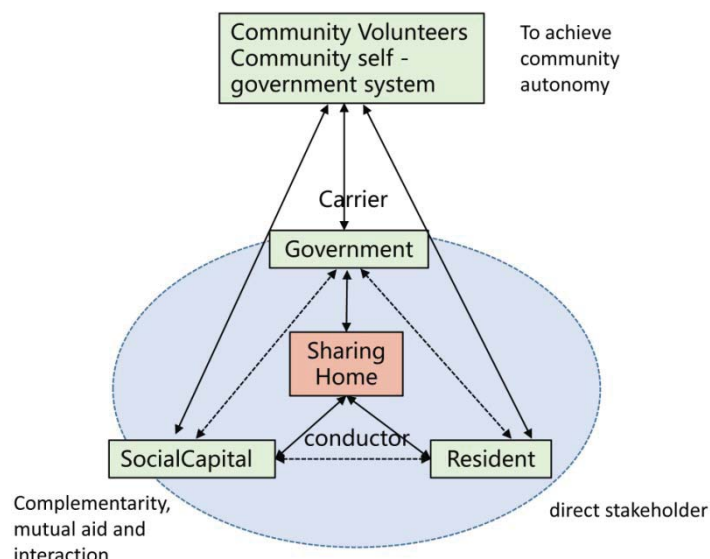 Community Volunteers
Community self -
government system
To achieve
community
autonomy
Carrier
Government
Sharing
Home
conductor
SocialCapital
Resident
Complementarity,
mutual aid and
interaction
direct stakeholder